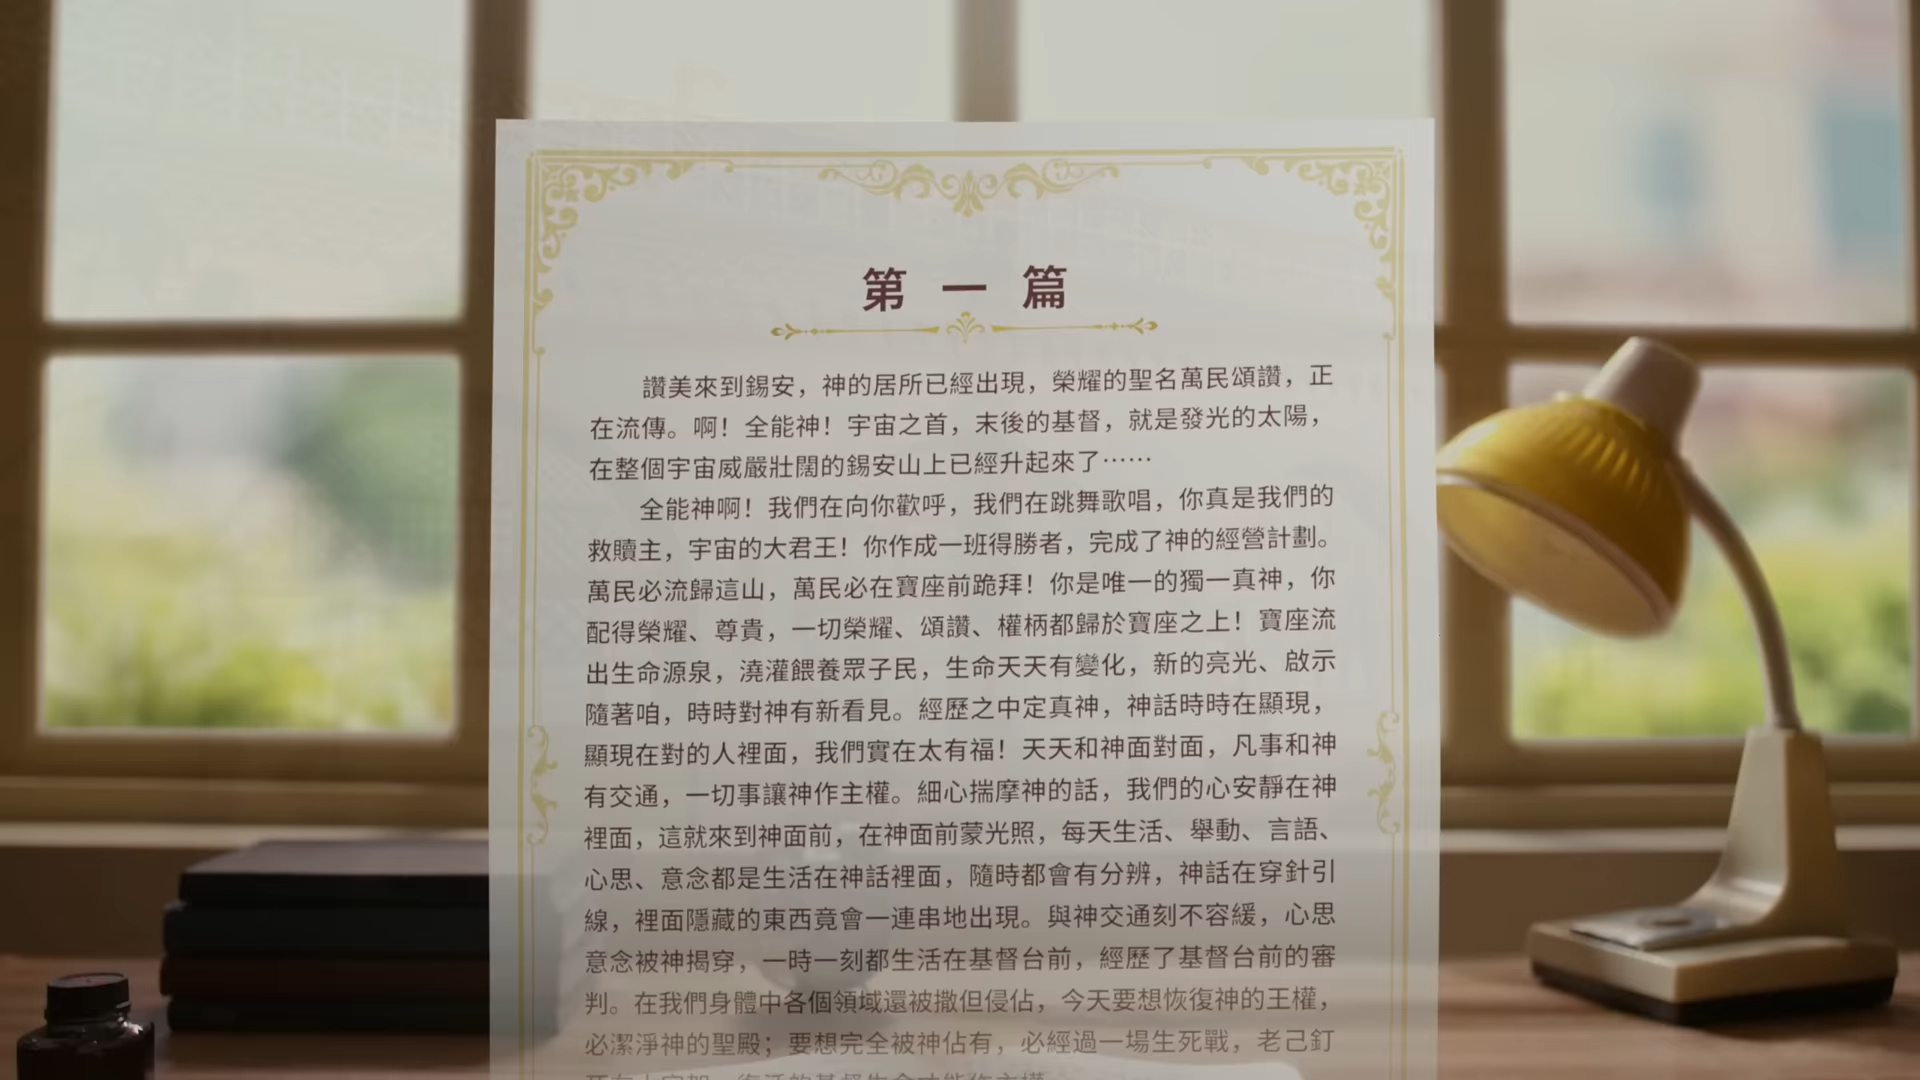 第一篇
讚美來到錫安，神的居所已經出現，榮耀的聖名萬民頌讚，正
在流傳。啊！全能神！宇宙之首，末後的基督，就是發光的太陽，
在整個宇宙威嚴壯闊的錫安山上已經升起來了……
全能神啊！我們在向你歡呼，我們在跳舞歌唱，你真是我們的
救贖主，宇宙的大君王！你作成一班得勝者，完成了神的經營計劃。
萬民必流歸這山，萬民必在寶座前跪拜！你是唯一的獨一真神，你
配得榮耀、尊貴，一切榮耀、頌讚、權柄都歸於寶座之上！寶座流
出生命源泉，澆灌餵養眾子民，生命天天有變化，新的亮光、啟示
隨著咱，時時對神有新看見。經歷之中定真神，神話時時在顯現，
顯現在對的人裡面，我們實在太有福！天天和神面對面，凡事和神
有交通，一切事讓神作主權。細心揣摩神的話，我們的心安靜在神
裡面，這就來到神面前，在神面前蒙光照，每天生活、舉動、言語、
心思、意念都是生活在神話裡面，隨時都會有分辨，神話在穿針引
線，裡面隱藏的東西竟會一連串地出現。與神交通刻不容緩，心思
意念被神揭穿，一時一刻都生活在基督台前，經歷了基督台前的審
判。在我們身體中各個領域還被撒但侵佔，今天要想恢復神的王權，
必潔淨神的聖殿；要想完全被神佔有，必經過一場生死戰，老己釘